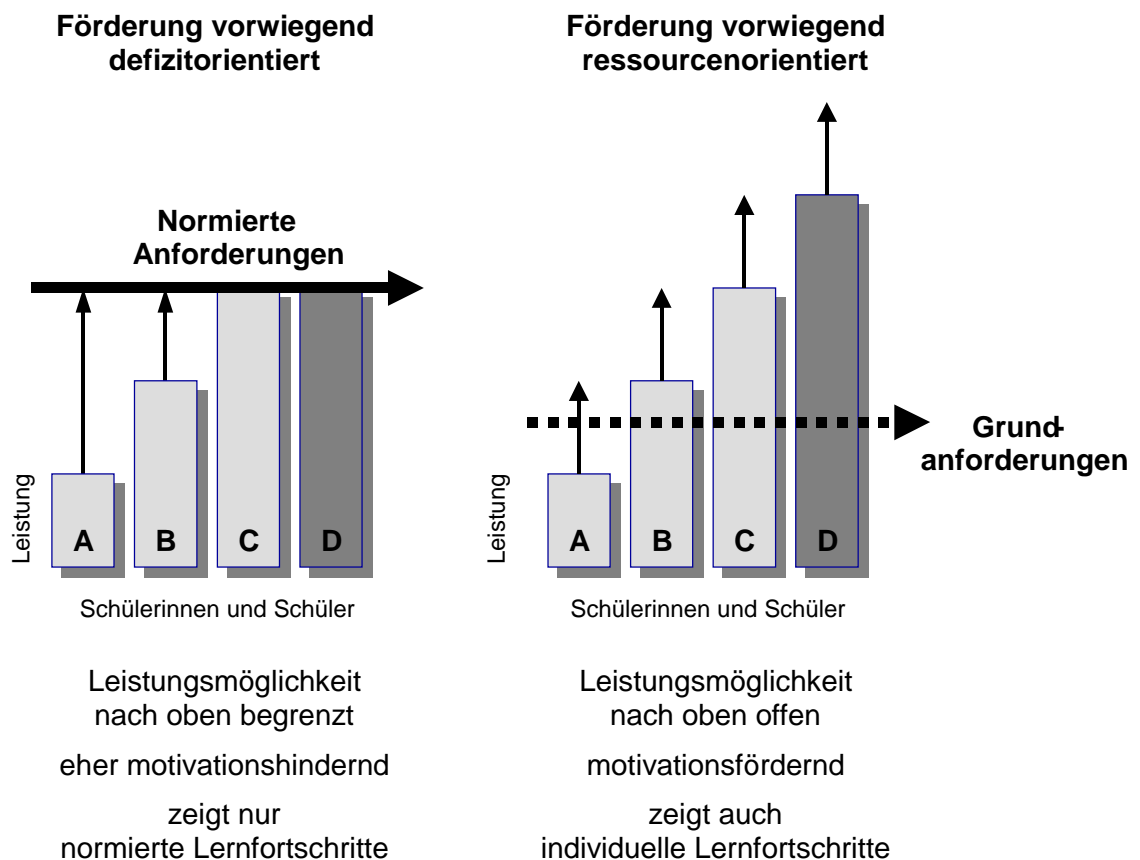 Förderung vorwiegend
defizitorientiert
Normierte
Anforderungen
Leistung
A B C D
Schülerinnen und Schüler
Leistungsmöglichkeit
nach oben begrenzt
eher motivationshindernd
zeigt nur
normierte Lernfortschritte
Förderung vorwiegend
ressourcenorientiert
Grund-
anforderungen
Leistung
A B C D
Schülerinnen und Schüler
Leistungsmöglichkeit
nach oben offen
motivationsfördernd
zeigt auch
individuelle Lernfortschritte